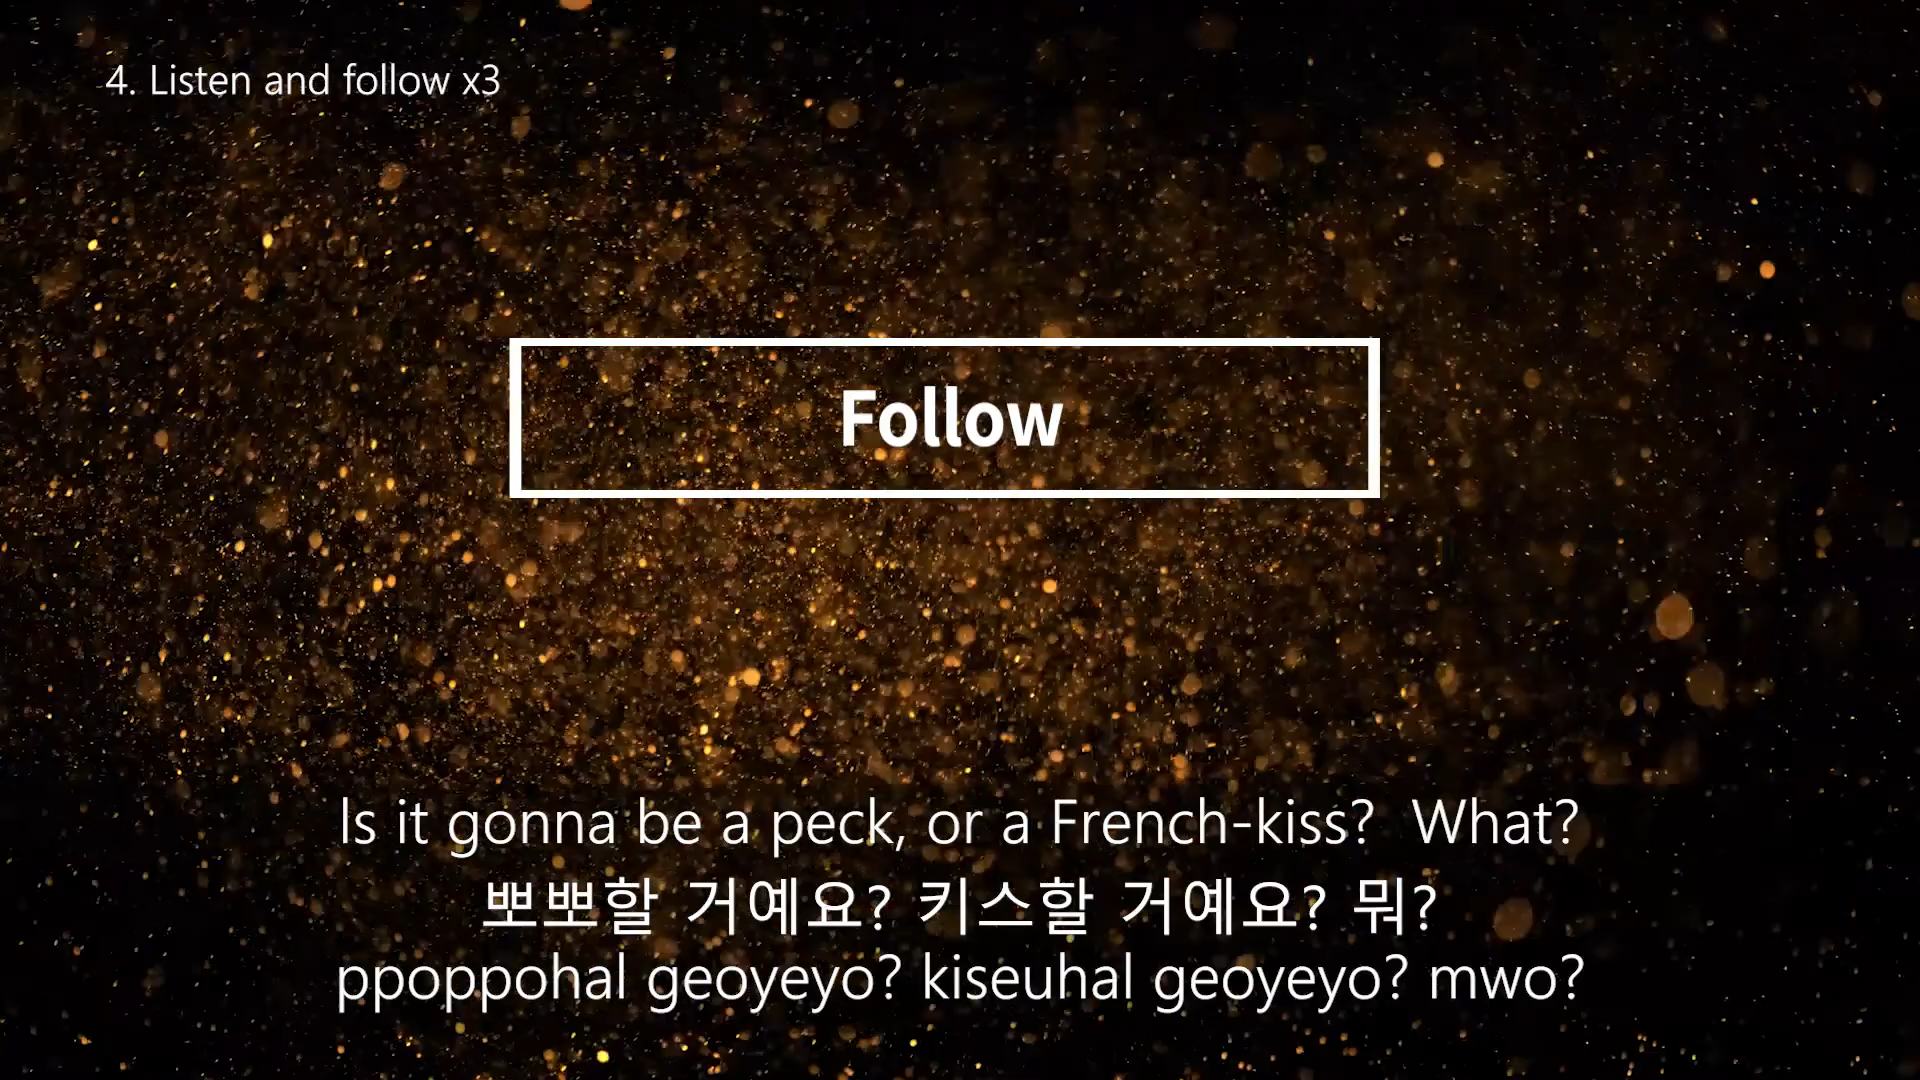 4. Listen and follow x3
Follow
Is it gonna be a peck, or a French-kiss?  What?
뽀뽀할 거예요? 키스할 거예요? 뭐?
ppoppohal geoyeyo? kiseuhal geoyeyo? mwo?